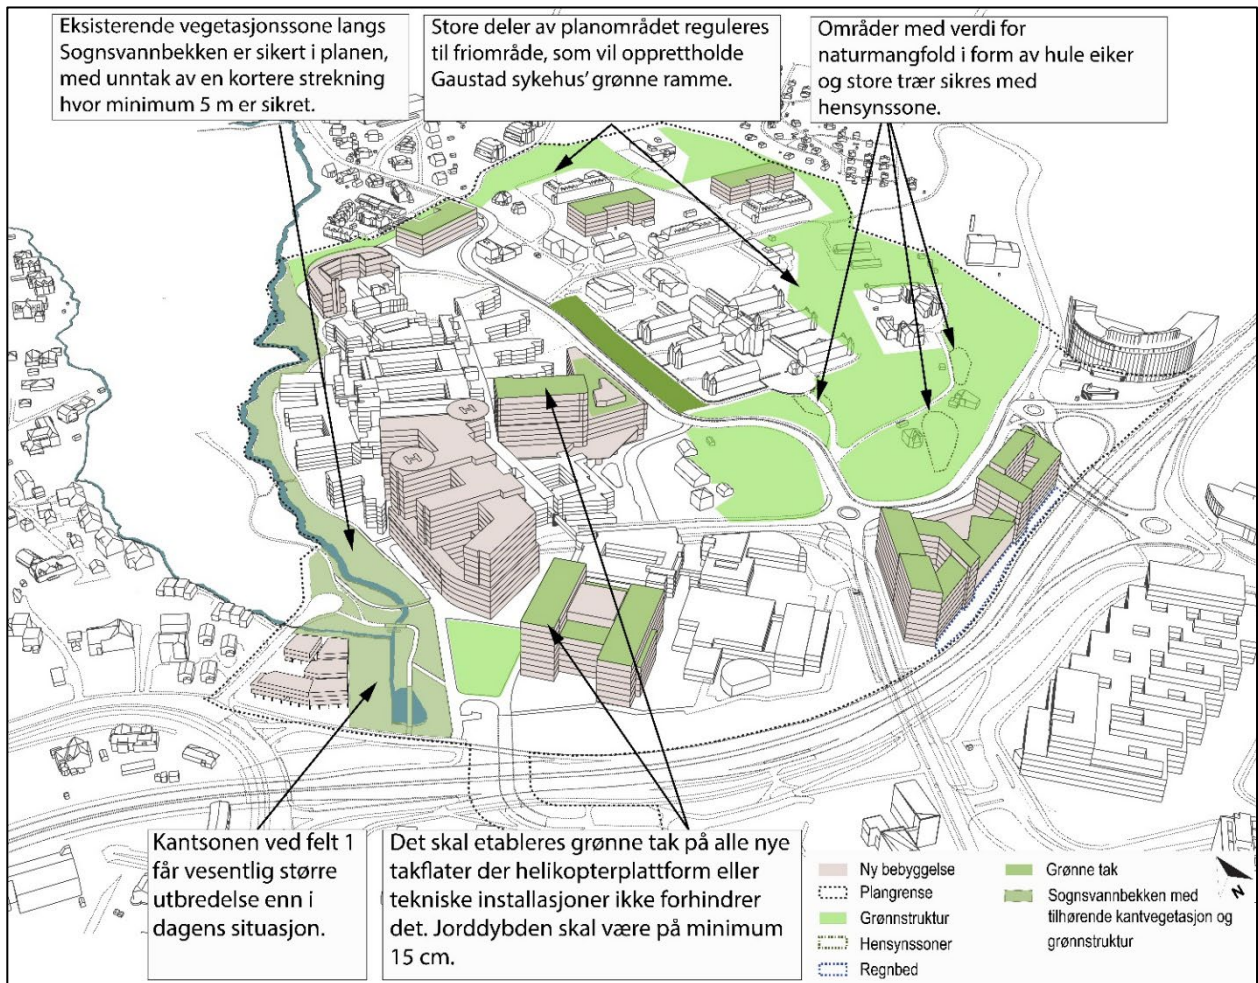 Eksisterende vegetasjonssone langs
Sognsvannbekken er sikert i planen,
med unntak av en kortere strekning
hvor minimum 5 m er sikret.
Store deler av planområdet reguleres
til friområde, som vil opprettholde
Gaustad sykehus’ grønne ramme.
Områder med verdi for
naturmangfold i form av hule eiker
og store trær sikres med
hensynssone.
H
H
Kantsonen ved felt 1
får vesentlig større
utbredelse enn i
dagens situasjon.
Det skal etableres grønne tak på alle nye
takflater der helikopterplattform eller
tekniske installasjoner ikke forhindrer
det. Jorddybden skal være på minimum
15 cm.
Ny bebyggelse
Plangrense
Grønnstruktur
Hensynssoner
Regnbed
Grønne tak
Sognsvannbekken med
tilhørende kantvegetasjon og
grønnstruktur
N